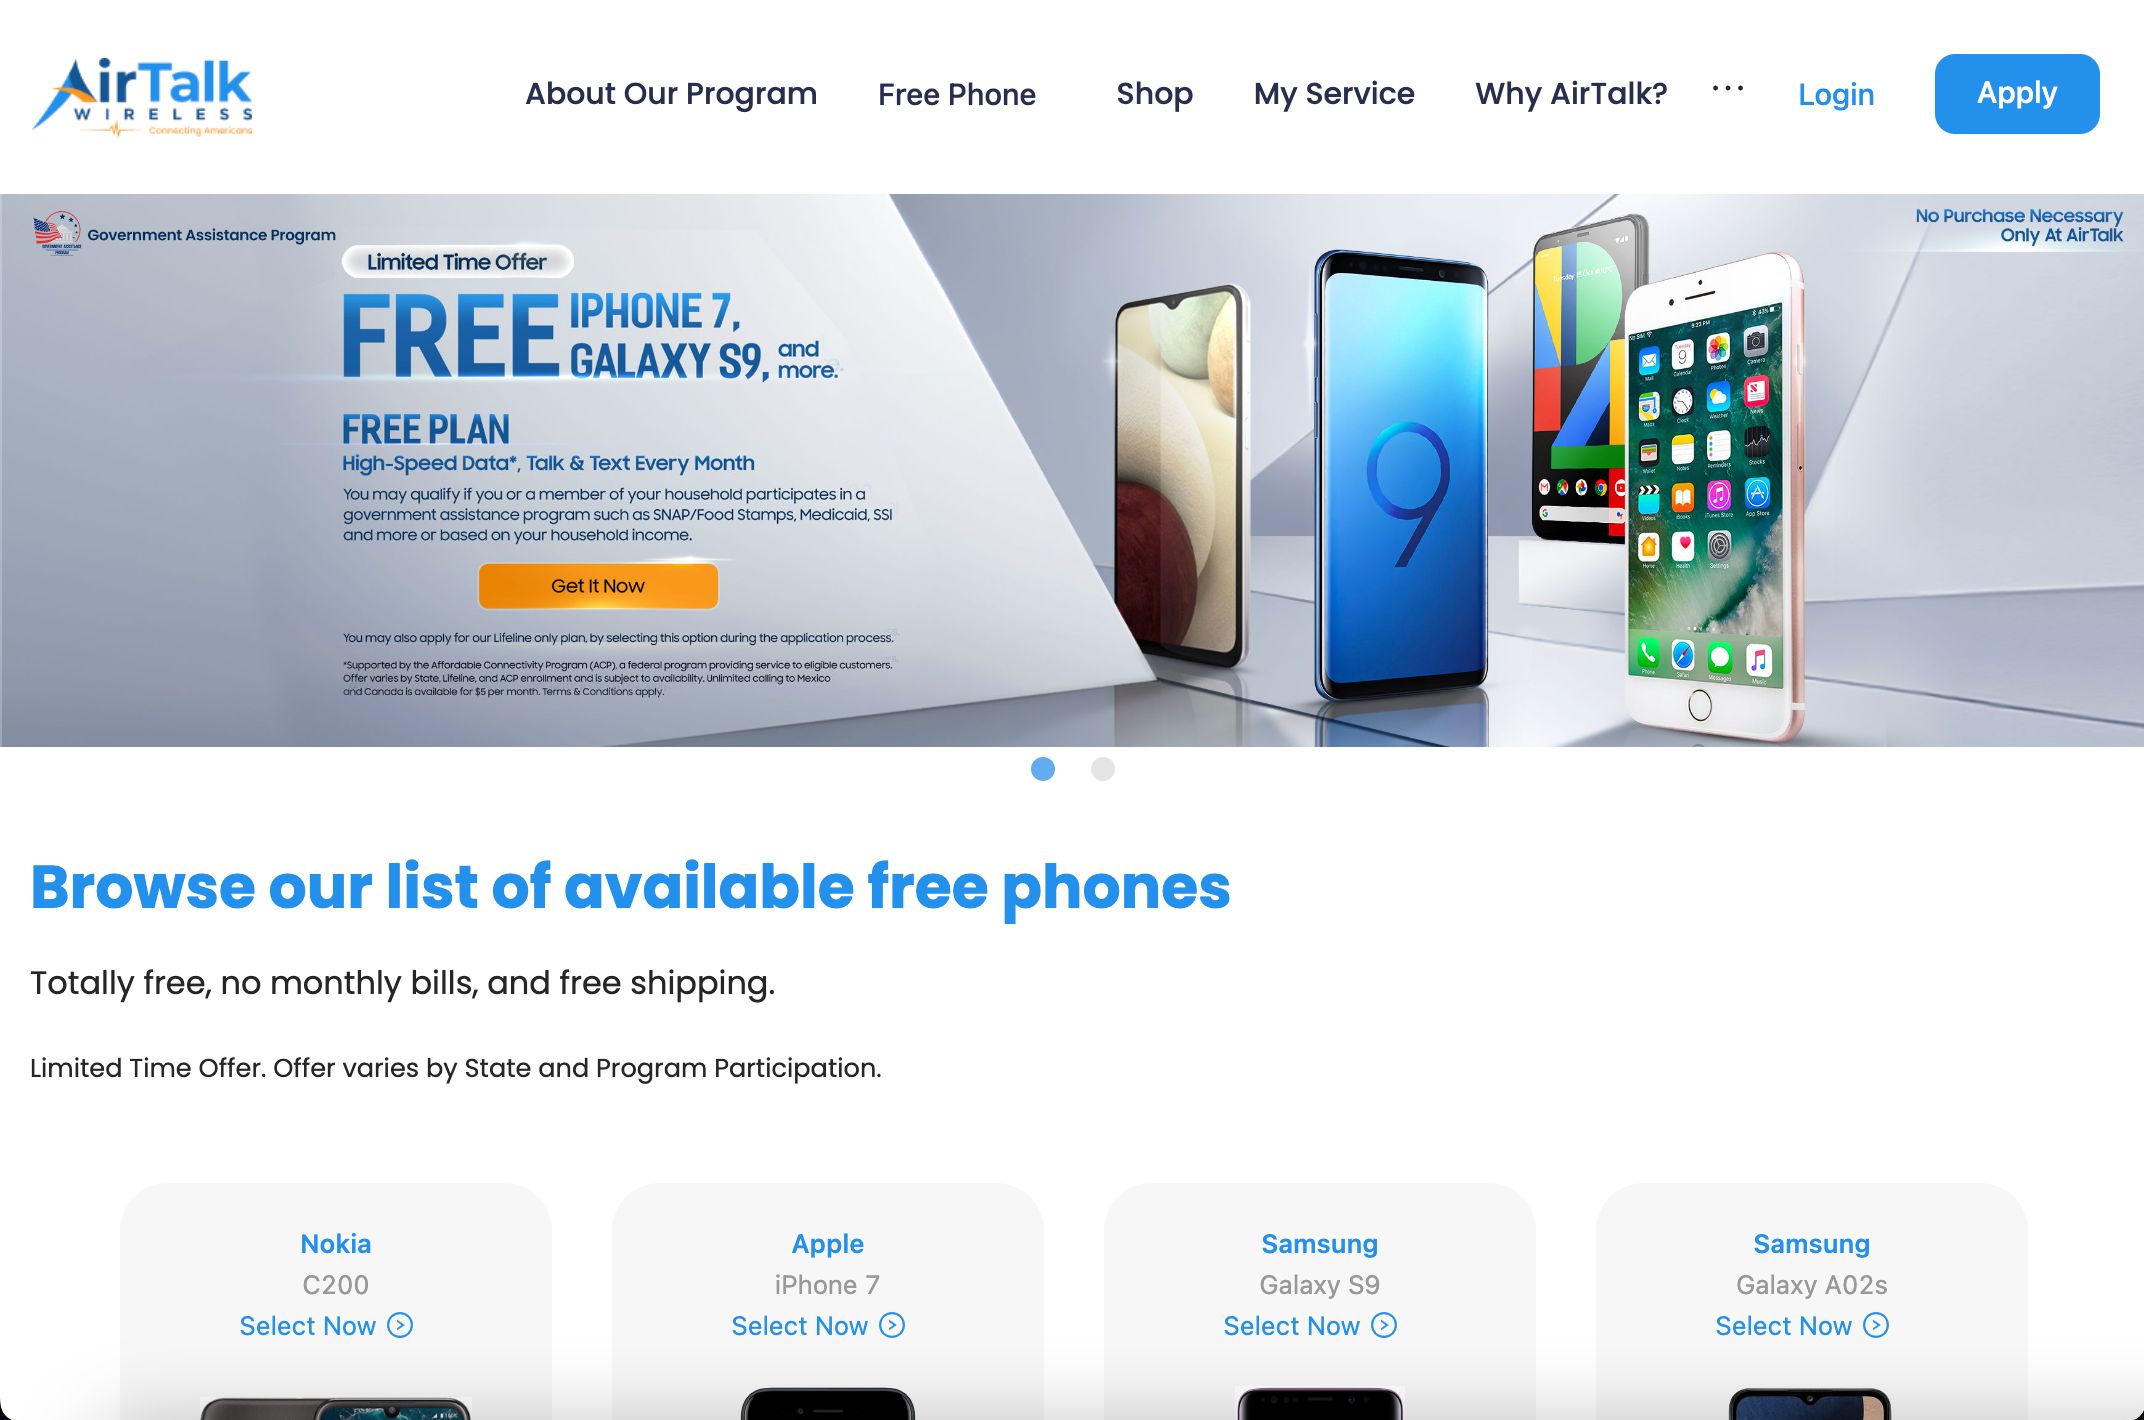 AirTalk
WIRELESS
Connecting Americans
About Our Program
Free Phone
Shop
My Service
Why AirTalk?
...
Login
Apply
Government Assistance Program
No Purchase Necessary
Only At AirTalk
Limited Time Offer
FREE IPHONE 7,
GALAXY S9, and
more.
FREE PLAN
High-Speed Data*, Talk & Text Every Month
You may qualify if you or a member of your household participates in a
government assistance program such as SNAP/Food Stamps, Medicaid, SSI
and more or based on your household income.
Get It Now
You may also apply for our Lifeline only plan, by selecting this option during the application process.
*Supported by the Affordable Connectivity Program (ACP), a federal program providing service to eligible customers.
Offer varies by State, Lifeline, and ACP enrollment and is subject to availability. Unlimited calling to Mexico
and Canada is available for $5 per month. Terms & Conditions apply.
9
Browse our list of available free phones
Totally free, no monthly bills, and free shipping.
Limited Time Offer. Offer varies by State and Program Participation.
Nokia
C200
Select Now
Apple
iPhone 7
Select Now
Samsung
Galaxy S9
Select Now
Samsung
Galaxy A02s
Select Now